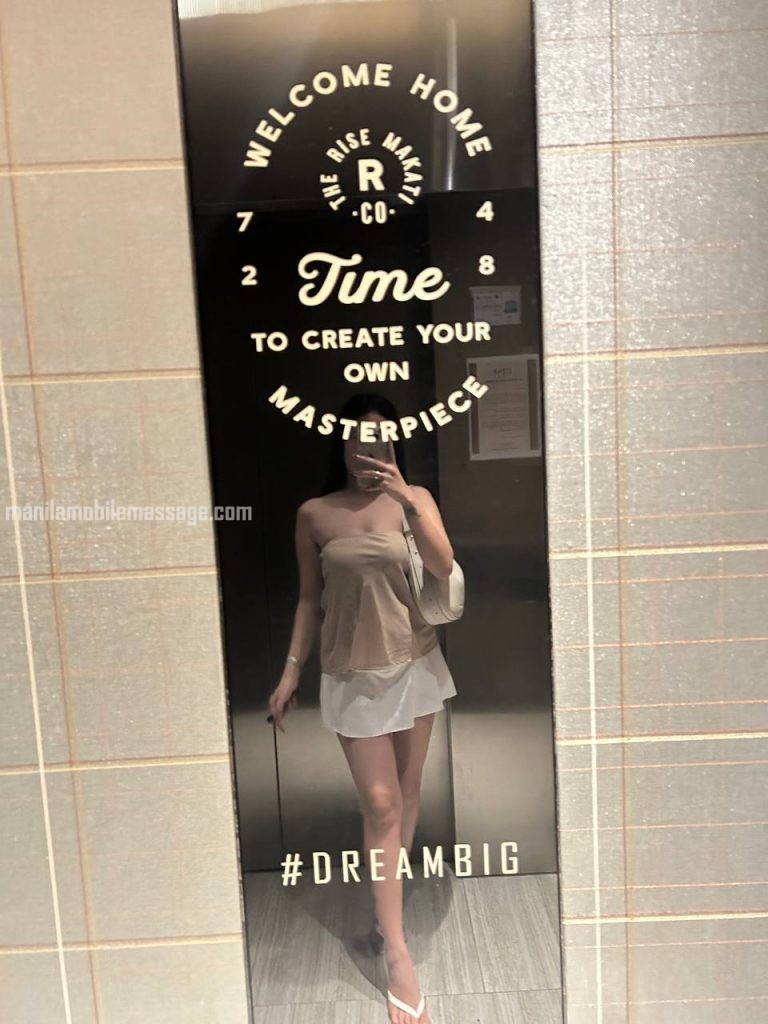 WELCOME HOME
THE RISE MAKATI
R
·CO·
7 4
2 8
Time
TO CREATE YOUR
OWN
MASTERPIECE
manilamobilemassage.com
#DREAMBIG